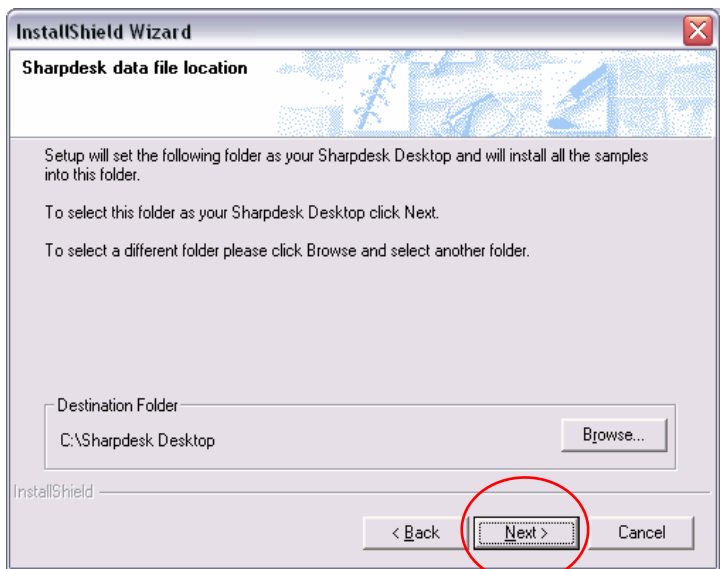 InstallShield Wizard
Sharpdesk data file location
Setup will set the following folder as your Sharpdesk Desktop and will install all the samples
into this folder.
To select this folder as your Sharpdesk Desktop click Next.
To select a different folder please click Browse and select another folder.
Destination Folder
C:\Sharpdesk Desktop
Browse...
InstallShield
< Back
Next >
Cancel